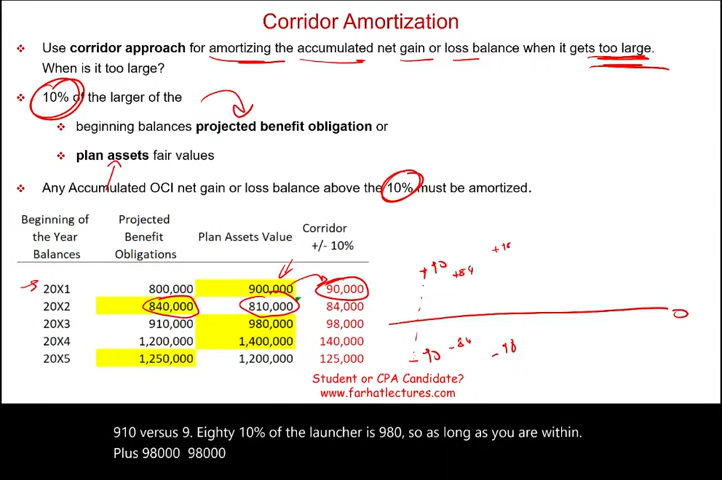 Corridor Amortization
Use corridor approach for amortizing the accumulated net gain or loss balance when it gets too large.
When is it too large?
10% of the larger of the
beginning balances projected benefit obligation or
plan assets fair values
Any Accumulated OCI net gain or loss balance above the 10% must be amortized.
Beginning of the Year Balances Projected Benefit Obligations Plan Assets Value Corridor +/- 10%
20X1 800,000 900,000 90,000
20X2 840,000 810,000 84,000
20X3 910,000 980,000 98,000
20X4 1,200,000 1,400,000 140,000
20X5 1,250,000 1,200,000 125,000
+90 +84
0
-90 -84 -98
Student or CPA Candidate?
www.farhatlectures.com
910 versus 9. Eighty 10% of the launcher is 980, so as long as you are within.
Plus 98000 98000